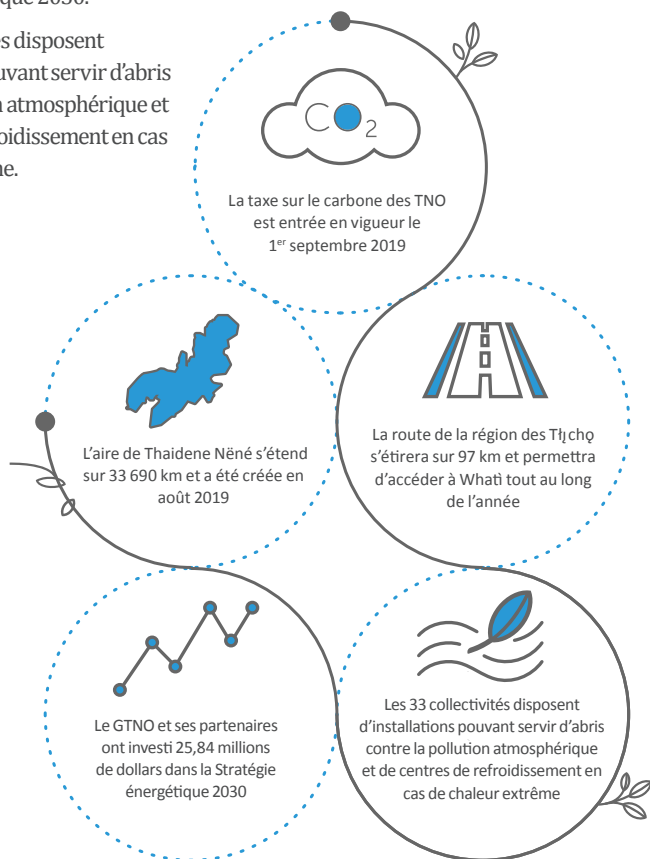 que 2030.
es disposent
uvant servir d'abris
n atmosphérique et
oidissement en cas
ne.
CO2
La taxe sur le carbone des TNO
est entrée en vigueur le
1er septembre 2019
L'aire de Thaidene Nëné s'étend
sur 33 690 km et a été créée en
août 2019
La route de la région des Tłı̨chǫ
s'étirera sur 97 km et permettra
d'accéder à Whatì tout au long
de l'année
Le GTNO et ses partenaires
ont investi 25,84 millions
de dollars dans la Stratégie
énergétique 2030
Les 33 collectivités disposent
d'installations pouvant servir d'abris
contre la pollution atmosphérique
et de centres de refroidissement en
cas de chaleur extrême